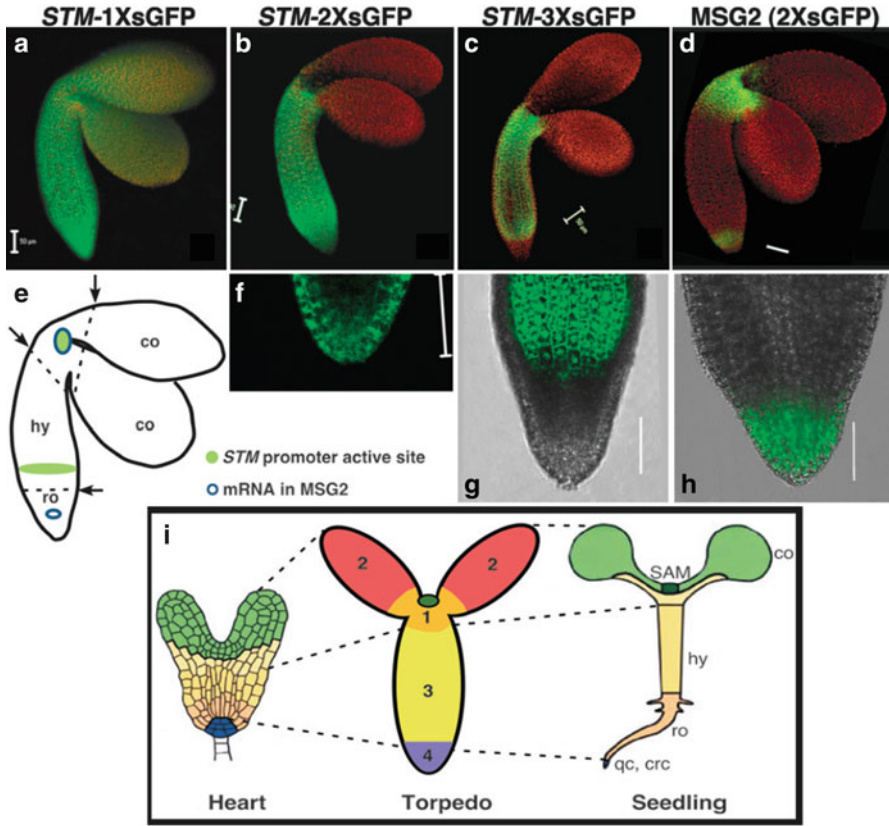 STM-1XsGFP STM-2XsGFP STM-3XsGFP MSG2 (2XsGFP)
a b c d
50 µm
e f
co
hy
co
ro
STM promoter active site
mRNA in MSG2
g h
i
2 2
1
3
4
SAM
co
hy
ro
qc, crc
Heart Torpedo Seedling